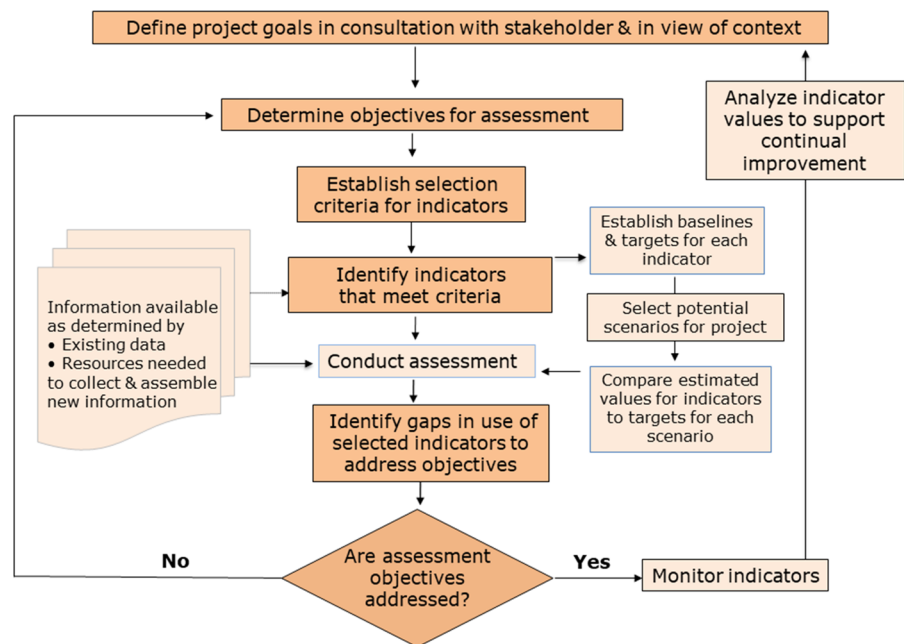 Define project goals in consultation with stakeholder & in view of context
Determine objectives for assessment
Analyze indicator
values to support
continual
improvement
Establish selection
criteria for indicators
Establish baselines
& targets for each
indicator
Identify indicators
that meet criteria
Information available
as determined by
• Existing data
• Resources needed
to collect & assemble
new information
Select potential
scenarios for project
Conduct assessment
Compare estimated
values for indicators
to targets for each
scenario
Identify gaps in use of
selected indicators to
address objectives
Are assessment
objectives
addressed?
No
Yes
Monitor indicators